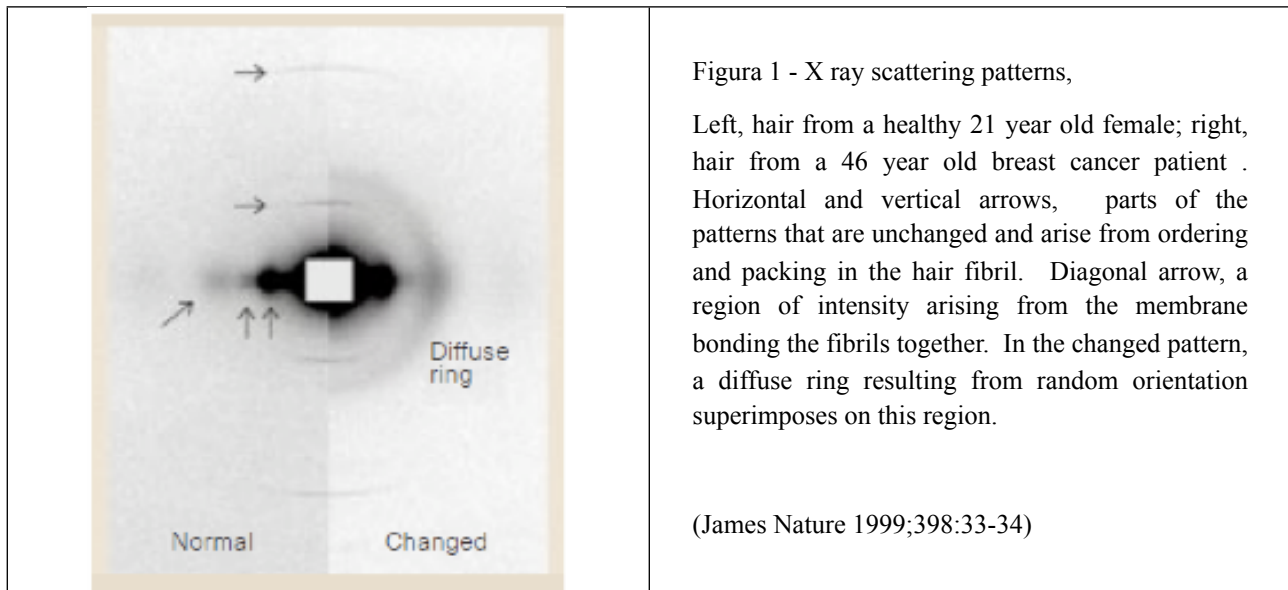 Diffuse
ring
Normal
Changed
Figura 1 - X ray scattering patterns,
Left, hair from a healthy 21 year old female; right,
hair from a 46 year old breast cancer patient .
Horizontal and vertical arrows, parts of the
patterns that are unchanged and arise from ordering
and packing in the hair fibril. Diagonal arrow, a
region of intensity arising from the membrane
bonding the fibrils together. In the changed pattern,
a diffuse ring resulting from random orientation
superimposes on this region.
(James Nature 1999;398:33-34)